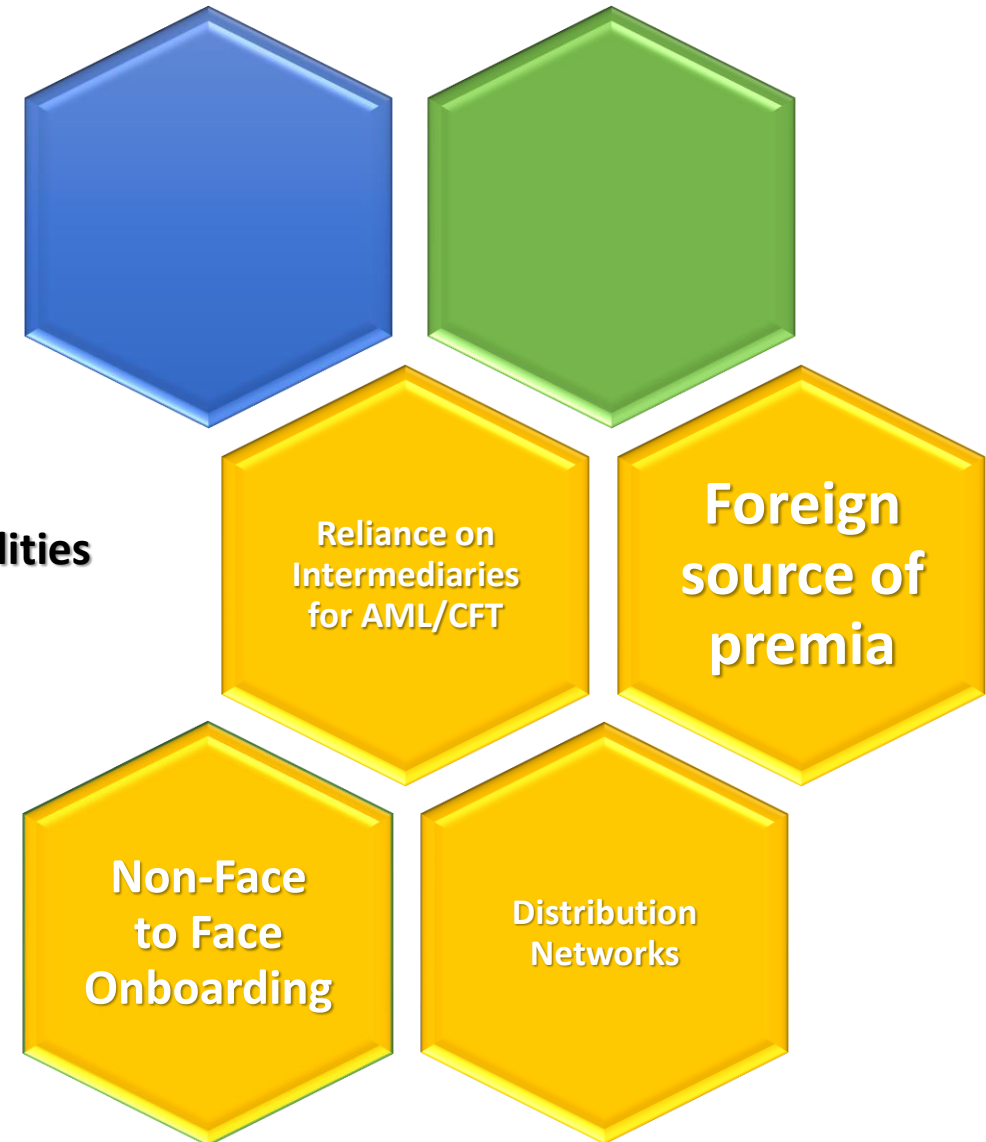 Foreign
source of
premia
Reliance on
Intermediaries
for AML/CFT
lities
Non-Face
to Face
Onboarding
Distribution
Networks